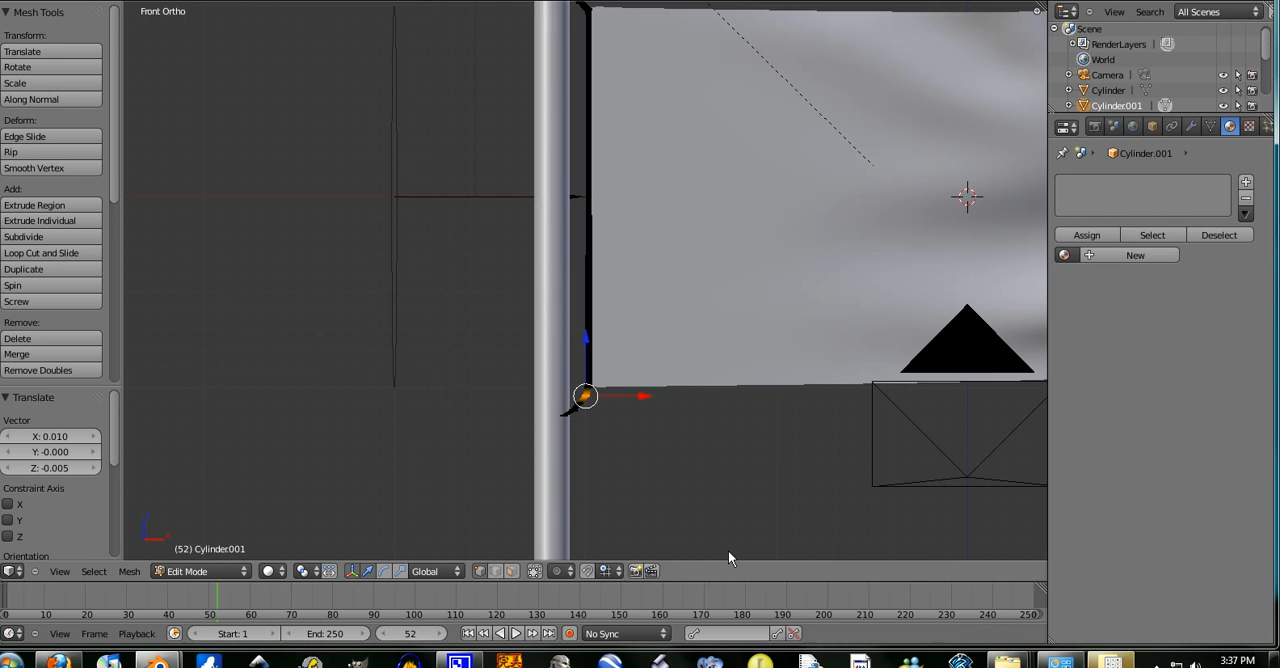 Mesh Tools
Front Ortho
View Search All Scenes
Transform:
Translate
Rotate
Scale
Along Normal
Deform:
Edge Slide
Rip
Smooth Vertex
Add:
Extrude Region
Extrude Individual
Subdivide
Loop Cut and Slide
Duplicate
Spin
Screw
Remove:
Delete
Merge
Remove Doubles
Translate
Vector
X: 0.010
Y: -0.000
Z: -0.005
Constraint Axis
X
Y
Z
Orientation
(52) Cylinder.001
Scene
RenderLayers
World
Camera
Cylinder
Cylinder.001
Cylinder.001
Assign Select Deselect
New
View Select Mesh Edit Mode Global
0 10 20 30 40 50 60 70 80 90 100 110 120 130 140 150 160 170 180 190 200 210 220 230 240 250
View Frame Playback Start: 1 End: 250 52 No Sync
3:37 PM